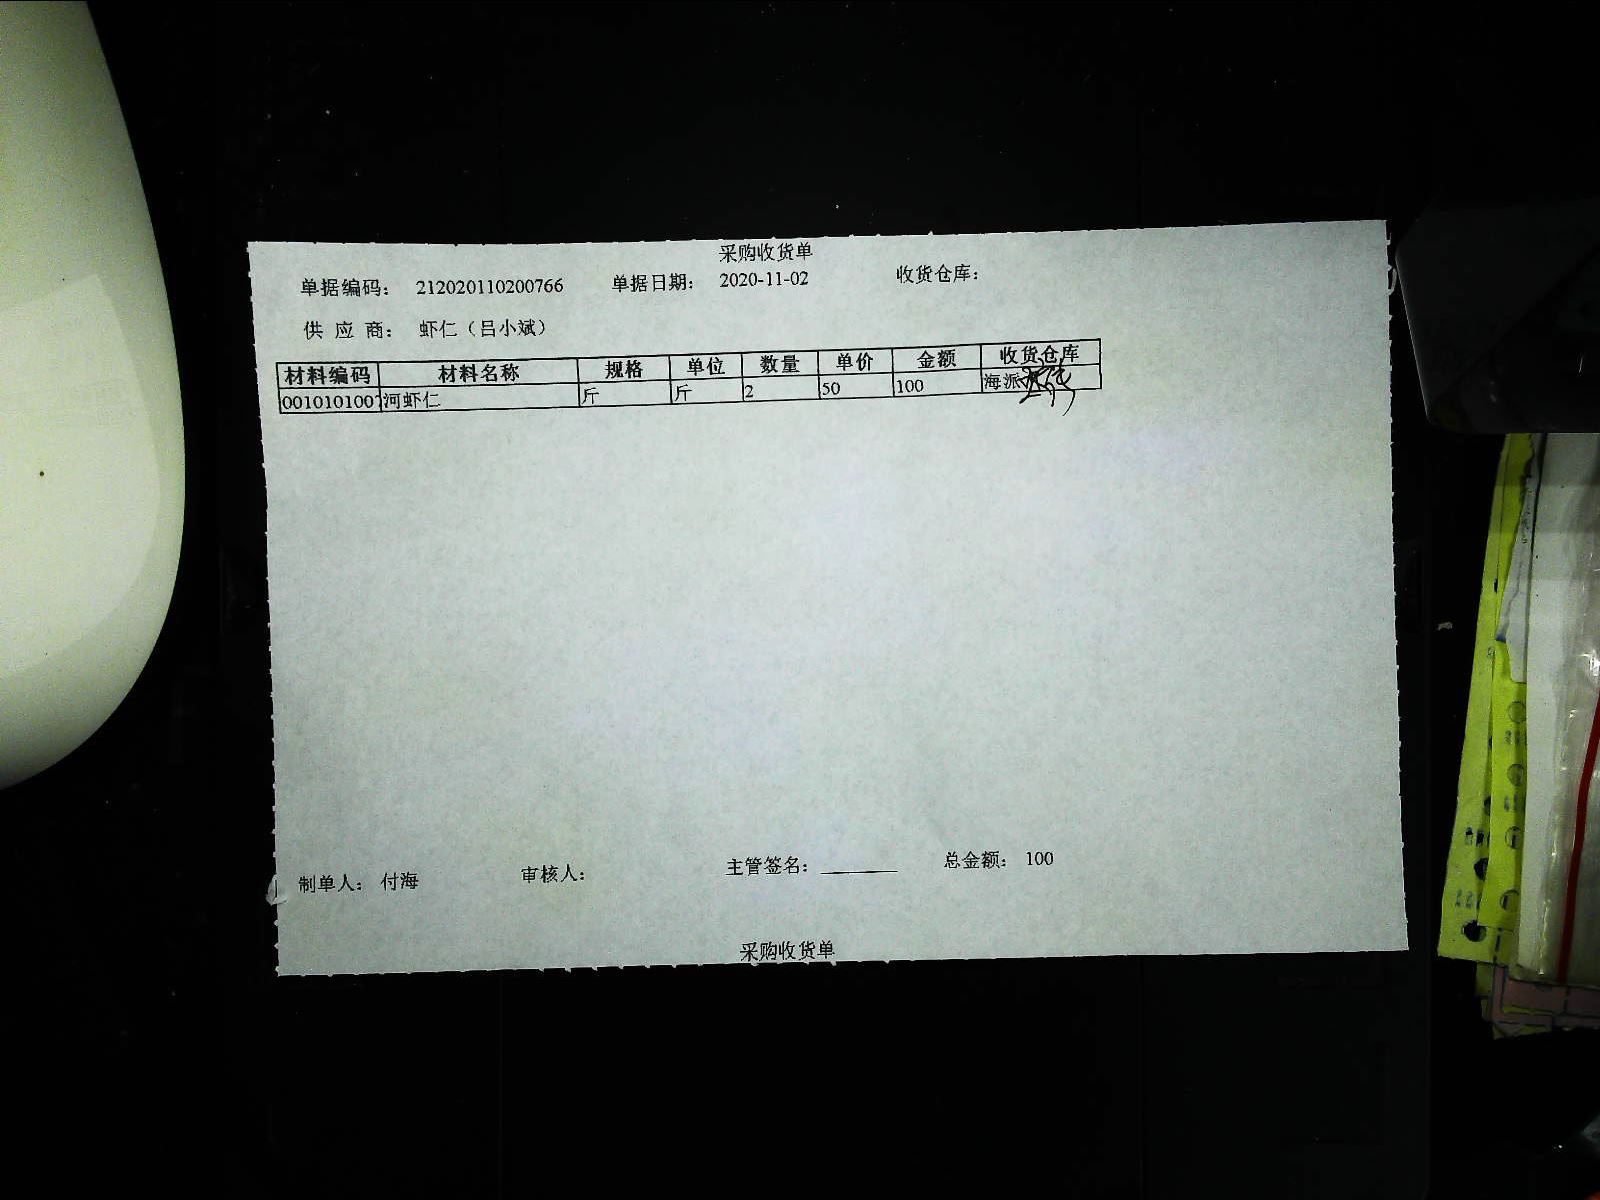 采购收货单
单据编码： 212020110200766 单据日期： 2020-11-02 收货仓库：
供 应 商： 虾仁（吕小斌）
材料编码 材料名称 规格 单位 数量 单价 金额 收货仓库
0010101001 河虾仁 斤 斤 2 50 100 海派
制单人： 付海 审核人： 主管签名： 总金额： 100
采购收货单